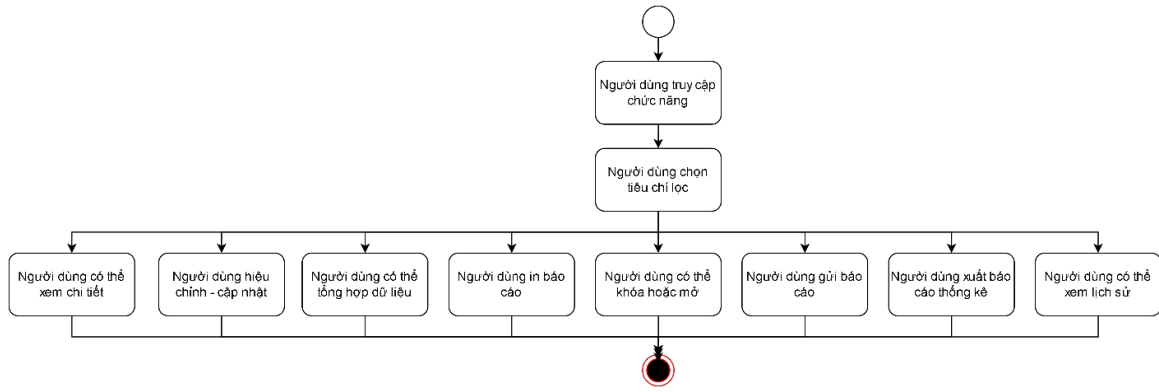 Người dùng truy cập
chức năng
Người dùng chọn
tiêu chí lọc
Người dùng có thể
xem chi tiết
Người dùng hiệu
chỉnh - cập nhật
Người dùng có thể
tổng hợp dữ liệu
Người dùng in báo
cáo
Người dùng có thể
khóa hoặc mở
Người dùng gửi báo
cáo
Người dùng xuất báo
cáo thống kê
Người dùng có thể
xem lịch sử